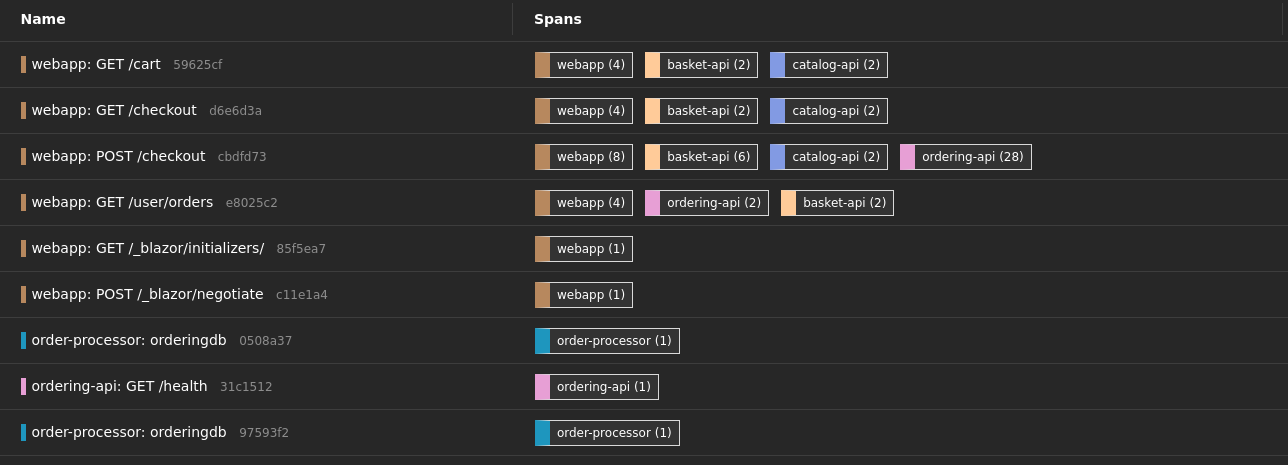 Name Spans
webapp: GET /cart 59625cf webapp (4) basket-api (2) catalog-api (2)
webapp: GET /checkout d6e6d3a webapp (4) basket-api (2) catalog-api (2)
webapp: POST /checkout cbdfd73 webapp (8) basket-api (6) catalog-api (2) ordering-api (28)
webapp: GET /user/orders e8025c2 webapp (4) ordering-api (2) basket-api (2)
webapp: GET /_blazor/initializers/ 85f5ea7 webapp (1)
webapp: POST /_blazor/negotiate c11e1a4 webapp (1)
order-processor: orderingdb 0508a37 order-processor (1)
ordering-api: GET /health 31c1512 ordering-api (1)
order-processor: orderingdb 97593f2 order-processor (1)